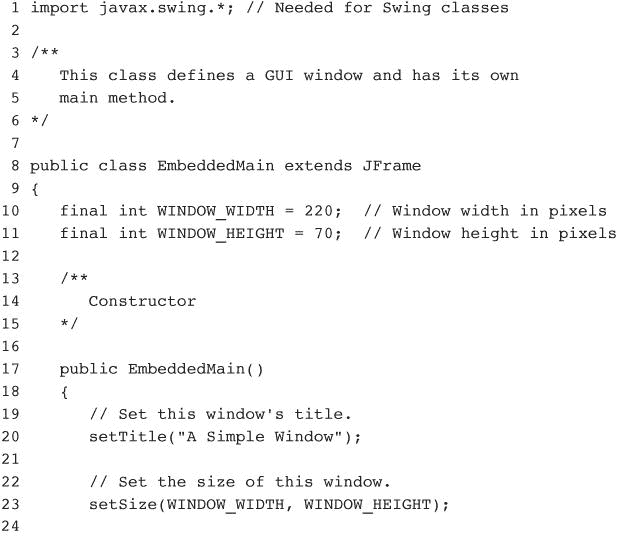 1 import javax.swing.*; // Needed for Swing classes
2
3 /**
4    This class defines a GUI window and has its own
5    main method.
6 */
7
8 public class EmbeddedMain extends JFrame
9 {
10    final int WINDOW_WIDTH = 220;  // Window width in pixels
11    final int WINDOW_HEIGHT = 70;  // Window height in pixels
12
13    /**
14       Constructor
15    */
16
17    public EmbeddedMain()
18    {
19       // Set this window's title.
20       setTitle("A Simple Window");
21
22       // Set the size of this window.
23       setSize(WINDOW_WIDTH, WINDOW_HEIGHT);
24